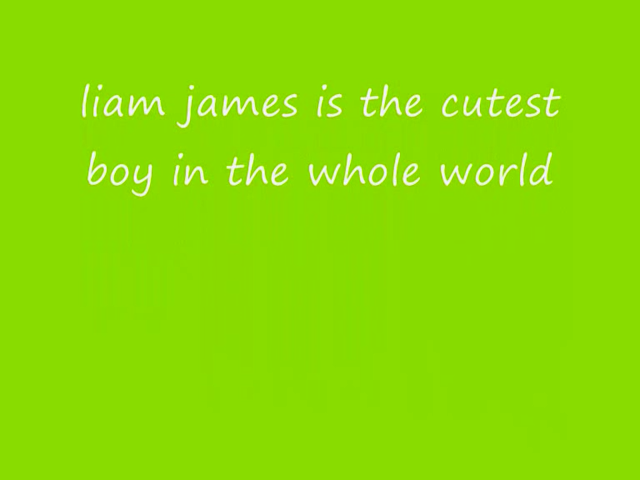 liam james is the cutest
boy in the whole world